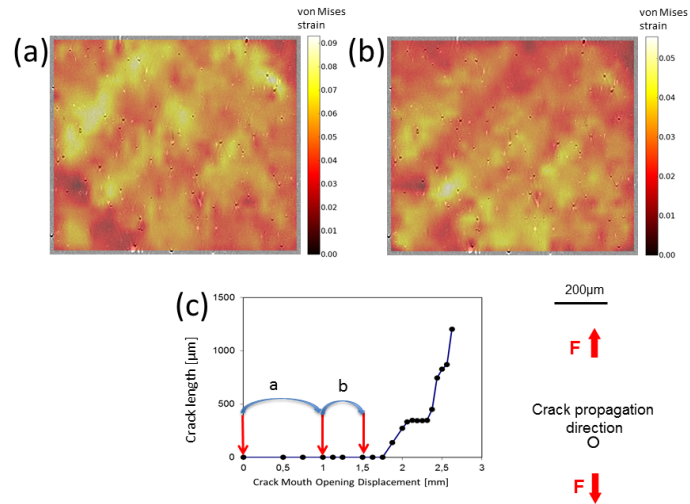 von Mises
strain
(a)
0.09
0.08
0.07
0.06
0.05
0.04
0.03
0.02
0.01
0.00
von Mises
strain
(b)
0.05
0.04
0.03
0.02
0.01
0.00
(c)
Crack length [µm]
1500
1000
500
0
a
b
0
0,5
1
1,5
2
2,5
3
Crack Mouth Opening Displacement [mm]
200µm
F
Crack propagation
direction
F